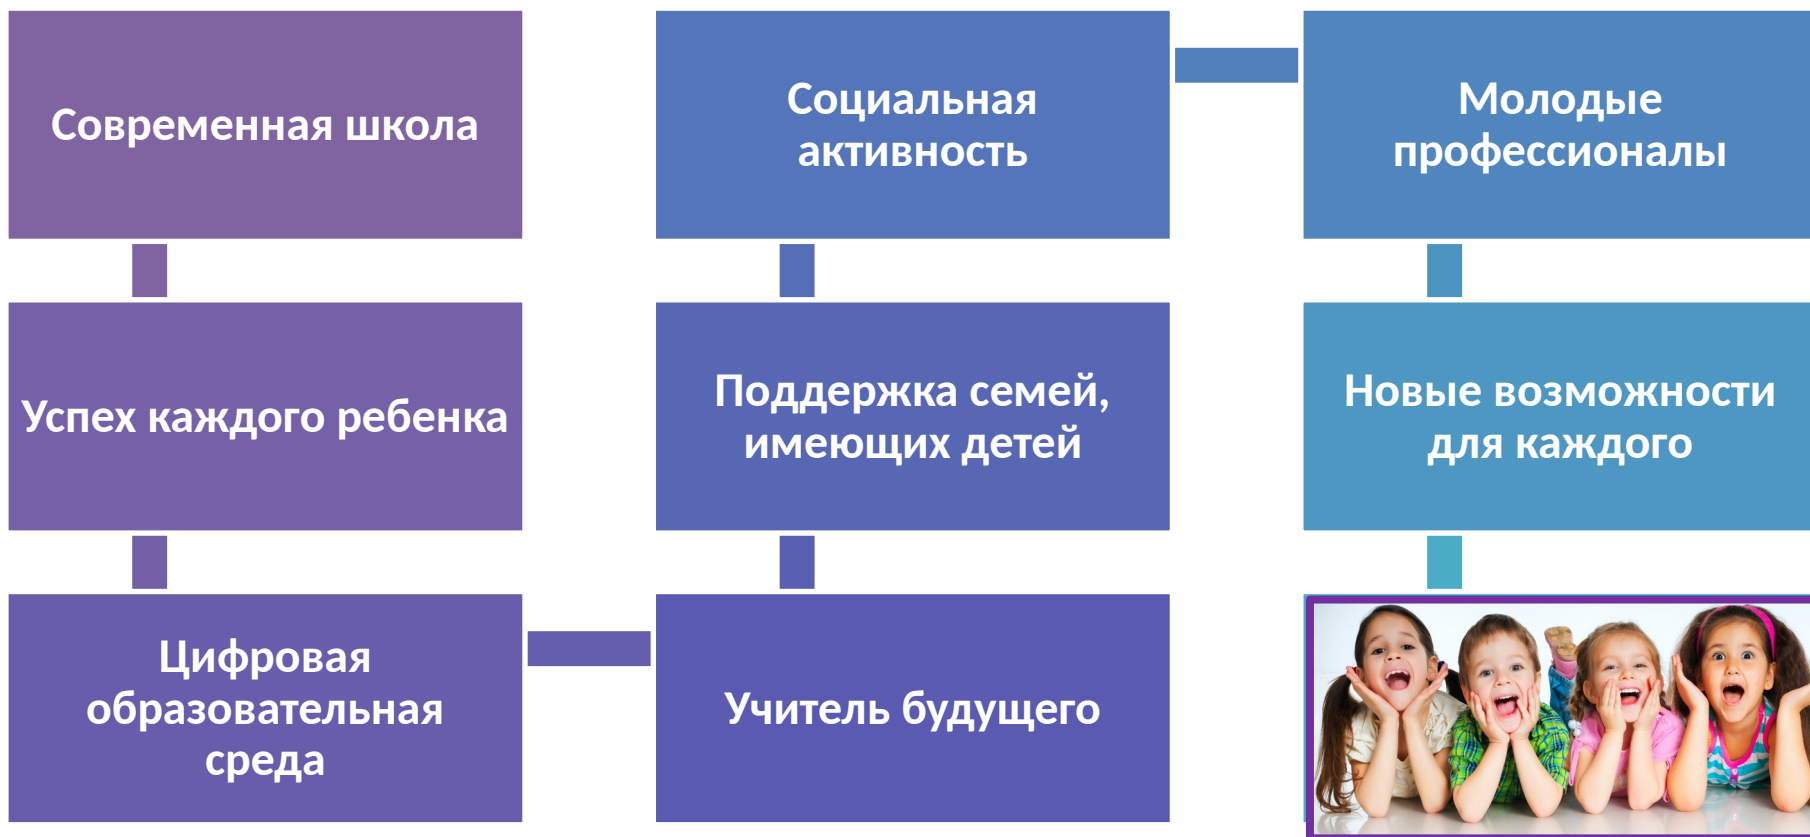 Современная школа
Успех каждого ребенка
Цифровая
образовательная
среда
Учитель будущего
Поддержка семей,
имеющих детей
Социальная
активность
Молодые
профессионалы
Новые возможности
для каждого